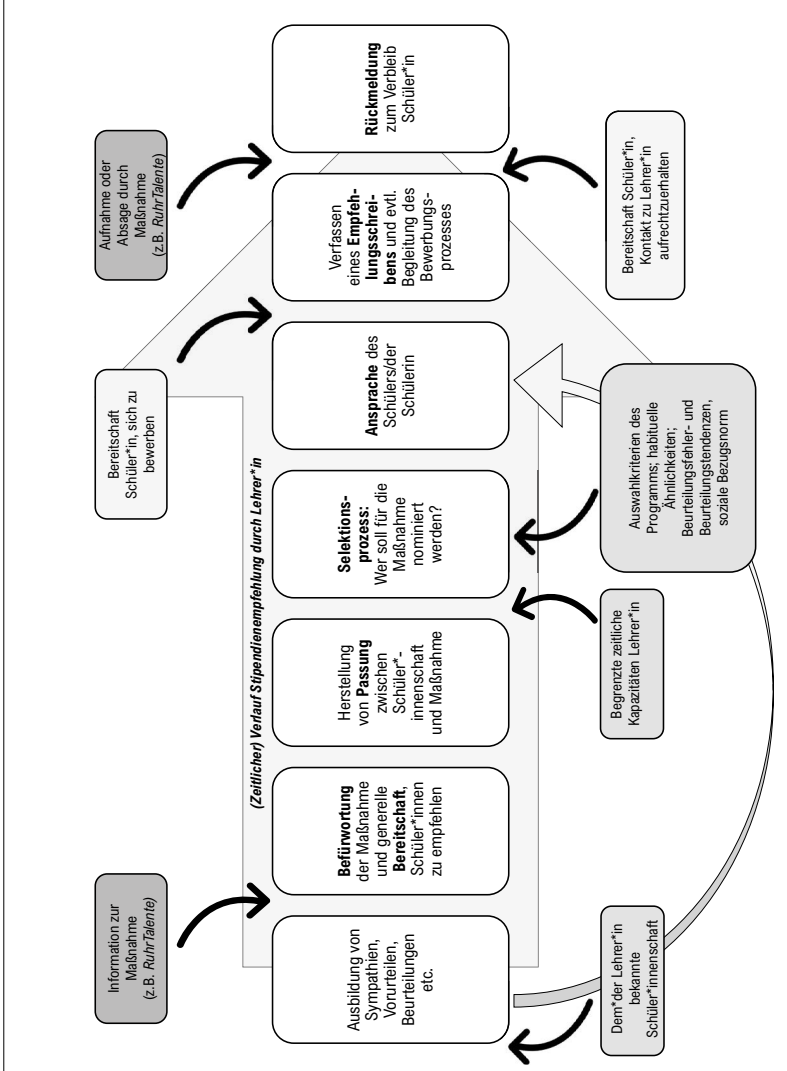 Information zur
Maßnahme
(z.B. RuhrTalente)
Bereitschaft
Schüler*in, sich zu
bewerben
Aufnahme oder
Absage durch
Maßnahme
(z.B. RuhrTalente)
(Zeitlicher) Verlauf Stipendienempfehlung durch Lehrer*in
Ausbildung von
Sympathien,
Vorurteilen,
Beurteilungen
etc.
Befürwortung
der Maßnahme
und generelle
Bereitschaft,
Schüler*innen
zu empfehlen
Herstellung
von Passung
zwischen
Schüler*-
innenschaft
und Maßnahme
Selektions-
prozess:
Wer soll für die
Maßnahme
nominiert
werden?
Ansprache des
Schülers/der
Schülerin
Verfassen
eines Empfeh-
lungsschrei-
bens und evtl.
Begleitung des
Bewerbungs-
prozesses
Rückmeldung
zum Verbleib
Schüler*in
Dem*der Lehrer*in
bekannte
Schüler*innenschaft
Begrenzte zeitliche
Kapazitäten Lehrer*in
Auswahlkriterien des
Programms; habituelle
Ähnlichkeiten;
Beurteilungsfehler- und
Beurteilungstendenzen,
soziale Bezugsnorm
Bereitschaft Schüler*in,
Kontakt zu Lehrer*in
aufrechtzuerhalten